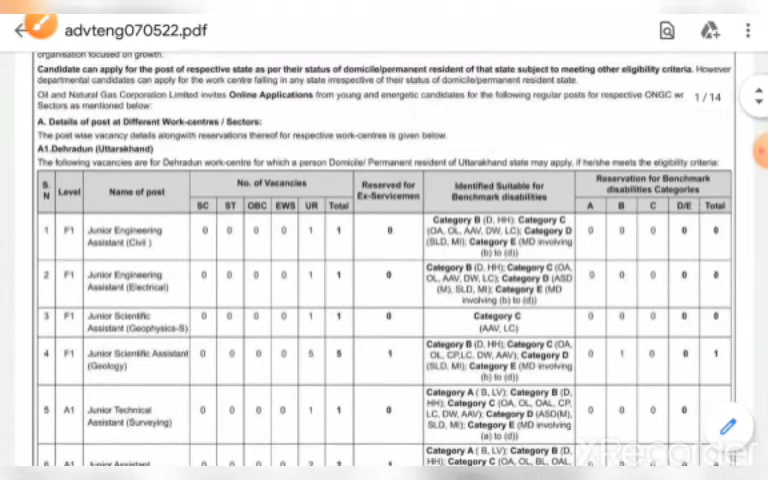 advteng070522.pdf
organisation focused on growth.
Candidate can apply for the post of respective state as per their status of domicile/permanent resident of that state subject to meeting other eligibility criteria. However
departmental candidates can apply for the work centre falling in any state irrespective of their status of domicile/permanent resident state.
Oil and Natural Gas Corporation Limited invites Online Applications from young and energetic candidates for the following regular posts for respective ONGC
1 / 14
Sectors as mentioned below:
A. Details of post at Different Work-centres / Sectors:
The post wise vacancy details alongwith reservations thereof for respective work-centres is given below.
A1.Dehradun (Uttarakhand)
The following vacancies are for Dehradun work-centre for which a person Domicile/ Permanent resident of Uttarakhand state may apply, if he/she meets the eligibility criteria:
S. N Level Name of post No. of Vacancies Reserved for Ex-Servicemen Identified Suitable for Benchmark disabilities Reservation for Benchmark disabilities Categories
SC ST OBC EWS UR Total A B C D/E Total
1 F1 Junior Engineering Assistant (Civil ) 0 0 0 0 1 1 0 Category B (D, HH); Category C (OA, OL, AAV, DW, LC); Category D (SLD, MI); Category E (MD involving (b) to (d)) 0 0 0 0 0
2 F1 Junior Engineering Assistant (Electrical) 0 0 0 0 1 1 0 Category B (D, HH); Category C (OA, OL, AAV, DW, LC); Category D (ASD (M), SLD, MI); Category E (MD involving (b) to (d)) 0 0 0 0 0
3 F1 Junior Scientific Assistant (Geophysics-S) 0 0 0 0 1 1 0 Category C (AAV, LC) 0 0 0 0 0
4 F1 Junior Scientific Assistant (Geology) 0 0 0 0 5 5 1 Category B (D, HH); Category C (OA, OL, CP,LC, DW, AAV); Category D (SLD, MI); Category E (MD involving (b) to (d)) 0 1 0 0 1
5 A1 Junior Technical Assistant (Surveying) 0 0 0 0 1 1 0 Category A ( B, LV); Category B (D, HH); Category C (OA, OL, OAL, CP, LC, DW, AAV); Category D (ASD(M), SLD, MI); Category E (MD involving (a) to (d)) 0 0 0 0
6 A1 Junior Assistant 0 0 0 0 2 2 1 Category A ( B, LV); Category B (D, HH); Category C (OA, OL, BL, OAL,
XRecorder